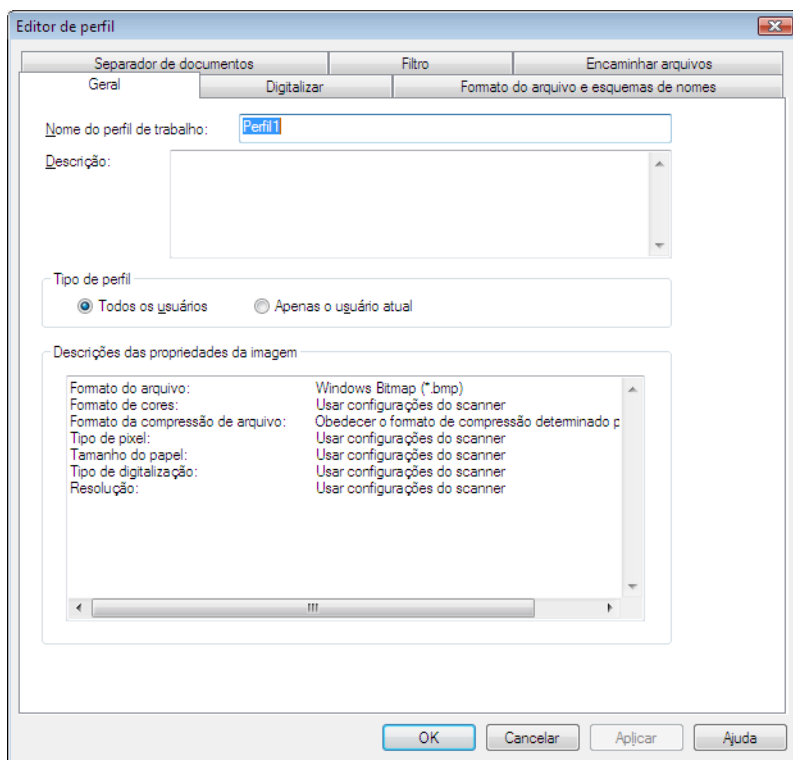 Editor de perfil
Separador de documentos Filtro Encaminhar arquivos
Geral Digitalizar Formato do arquivo e esquemas de nomes
Nome do perfil de trabalho: Perfil1
Descrição:
Tipo de perfil
Todos os usuários Apenas o usuário atual
Descrições das propriedades da imagem
Formato do arquivo: Windows Bitmap (*.bmp)
Formato de cores: Usar configurações do scanner
Formato da compressão de arquivo: Obedecer o formato de compressão determinado p
Tipo de pixel: Usar configurações do scanner
Tamanho do papel: Usar configurações do scanner
Tipo de digitalização: Usar configurações do scanner
Resolução: Usar configurações do scanner
OK Cancelar Aplicar Ajuda